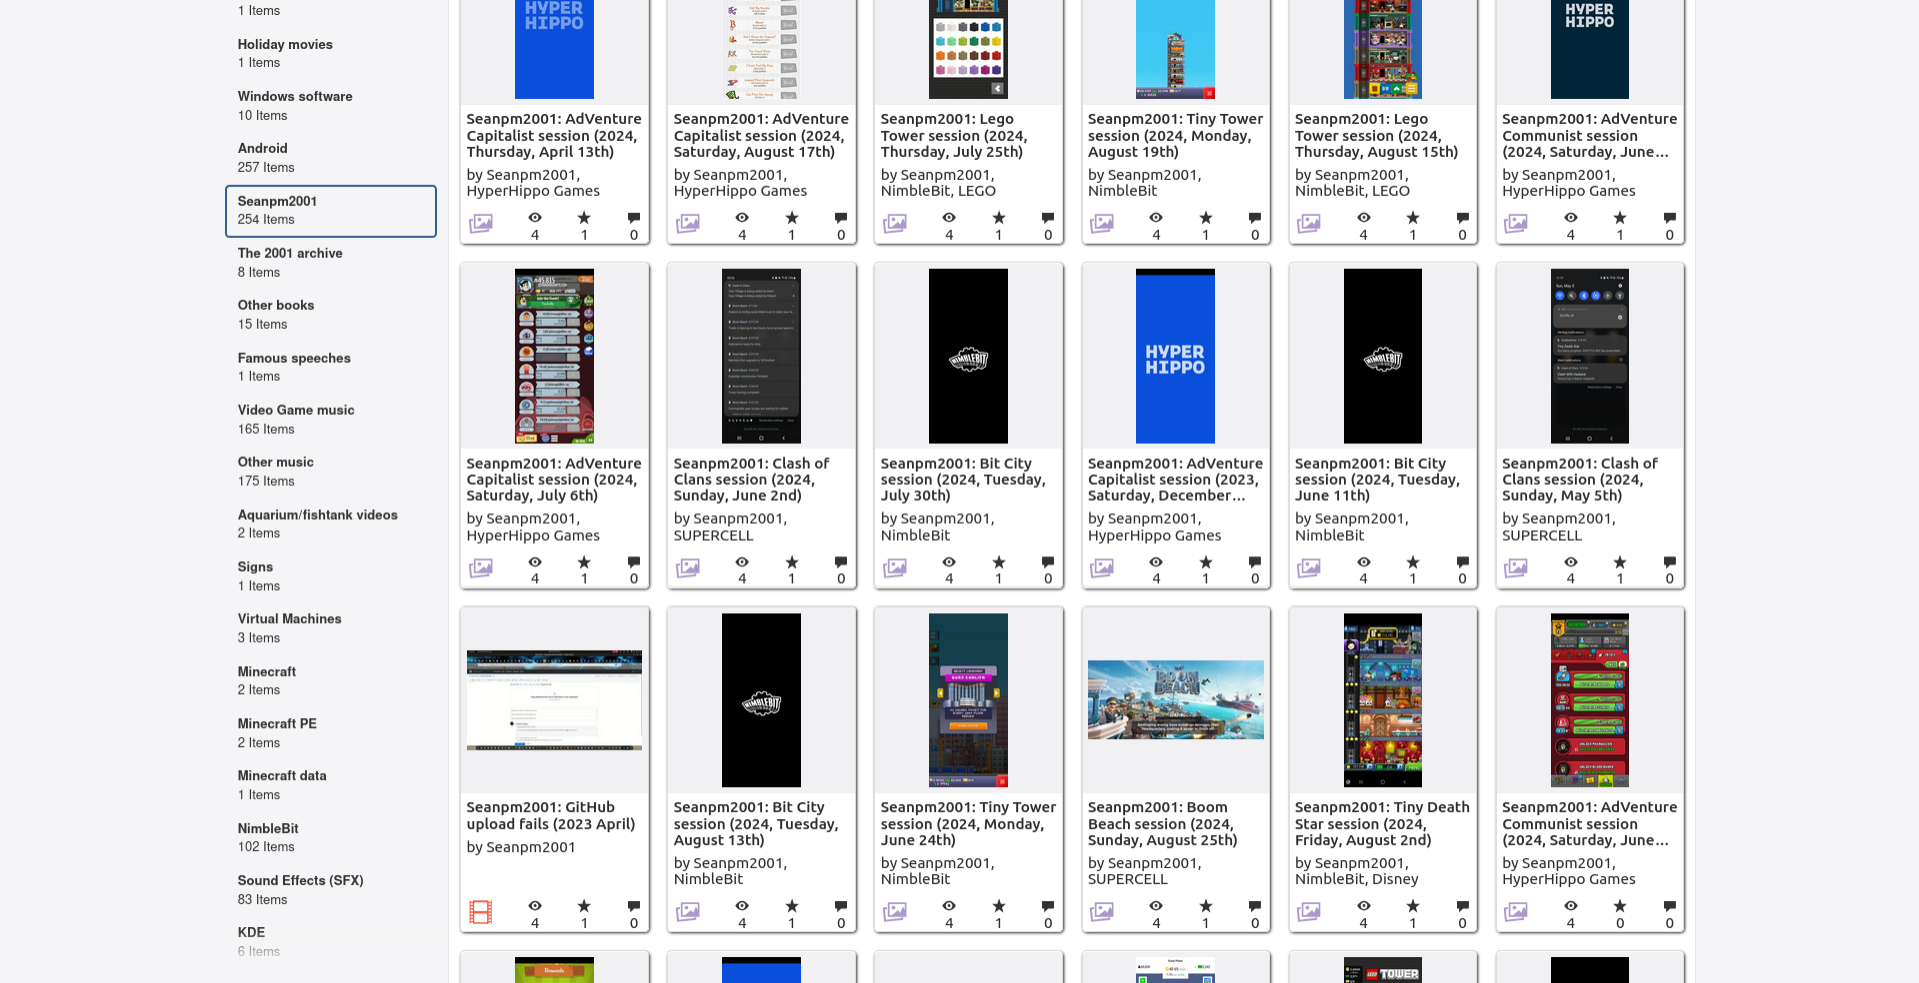 1 Items
Holiday movies
1 Items
Windows software
10 Items
Android
257 Items
Seanpm2001
254 Items
The 2001 archive
8 Items
Other books
15 Items
Famous speeches
1 Items
Video Game music
165 Items
Other music
175 Items
Aquarium/fishtank videos
2 Items
Signs
1 Items
Virtual Machines
3 Items
Minecraft
2 Items
Minecraft PE
2 Items
Minecraft data
1 Items
NimbleBit
102 Items
Sound Effects (SFX)
83 Items
KDE
6 Items
HYPER
HIPPO
Seanpm2001: AdVenture
Capitalist session (2024,
Thursday, April 13th)
by Seanpm2001,
HyperHippo Games
4 1 0
Seanpm2001: AdVenture
Capitalist session (2024,
Saturday, August 17th)
by Seanpm2001,
HyperHippo Games
4 1 0
Seanpm2001: Lego
Tower session (2024,
Thursday, July 25th)
by Seanpm2001,
NimbleBit, LEGO
4 1 0
Seanpm2001: Tiny Tower
session (2024, Monday,
August 19th)
by Seanpm2001,
NimbleBit
4 1 0
Seanpm2001: Lego
Tower session (2024,
Thursday, August 15th)
by Seanpm2001,
NimbleBit, LEGO
4 1 0
HYPER
HIPPO
Seanpm2001: AdVenture
Communist session
(2024, Saturday, June...
by Seanpm2001,
HyperHippo Games
4 1 0
Seanpm2001: AdVenture
Capitalist session (2024,
Saturday, July 6th)
by Seanpm2001,
HyperHippo Games
4 1 0
Seanpm2001: Clash of
Clans session (2024,
Sunday, June 2nd)
by Seanpm2001,
SUPERCELL
4 1 0
NIMBLEBIT
Seanpm2001: Bit City
session (2024, Tuesday,
July 30th)
by Seanpm2001,
NimbleBit
4 1 0
HYPER
HIPPO
Seanpm2001: AdVenture
Capitalist session (2023,
Saturday, December...
by Seanpm2001,
HyperHippo Games
4 1 0
NIMBLEBIT
Seanpm2001: Bit City
session (2024, Tuesday,
June 11th)
by Seanpm2001,
NimbleBit
4 1 0
Sun, May 5
Seanpm2001: Clash of
Clans session (2024,
Sunday, May 5th)
by Seanpm2001,
SUPERCELL
4 1 0
Seanpm2001: GitHub
upload fails (2023 April)
by Seanpm2001
4 1 0
NIMBLEBIT
Seanpm2001: Bit City
session (2024, Tuesday,
August 13th)
by Seanpm2001,
NimbleBit
4 1 0
Seanpm2001: Tiny Tower
session (2024, Monday,
June 24th)
by Seanpm2001,
NimbleBit
4 1 0
BOOM
BEACH
Seanpm2001: Boom
Beach session (2024,
Sunday, August 25th)
by Seanpm2001,
SUPERCELL
4 1 0
Seanpm2001: Tiny Death
Star session (2024,
Friday, August 2nd)
by Seanpm2001,
NimbleBit, Disney
4 1 0
Seanpm2001: AdVenture
Communist session
(2024, Saturday, June...
by Seanpm2001,
HyperHippo Games
4 0 0
Rewards
LEGO TOWER